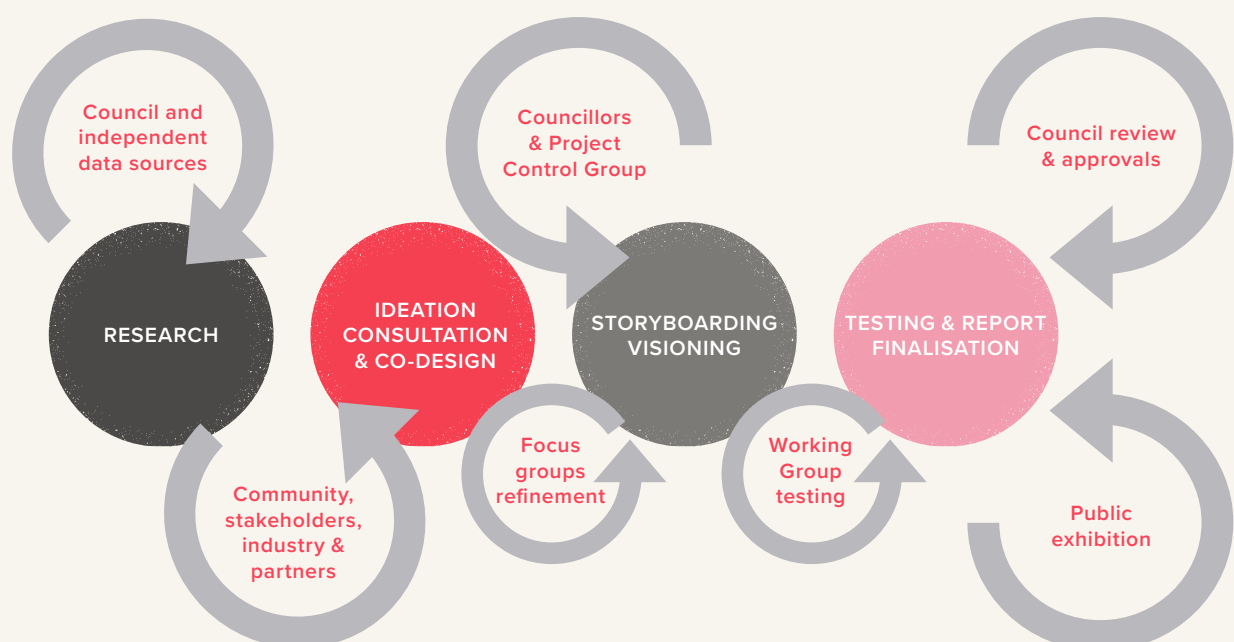 Council and
independent
data sources
Councillors
& Project
Control Group
Council review
& approvals
RESEARCH
IDEATION
CONSULTATION
& CO-DESIGN
STORYBOARDING
VISIONING
TESTING & REPORT
FINALISATION
Community,
stakeholders,
industry &
partners
Focus
groups
refinement
Working
Group
testing
Public
exhibition